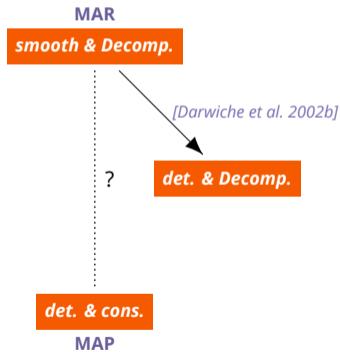 MAR
smooth & Decomp.
[Darwiche et al. 2002b]
?
det. & Decomp.
det. & cons.
MAP